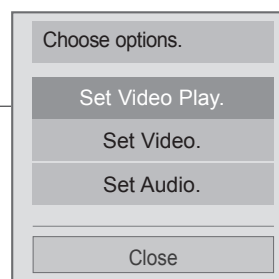 Choose options.
Set Video Play.
Set Video.
Set Audio.
Close